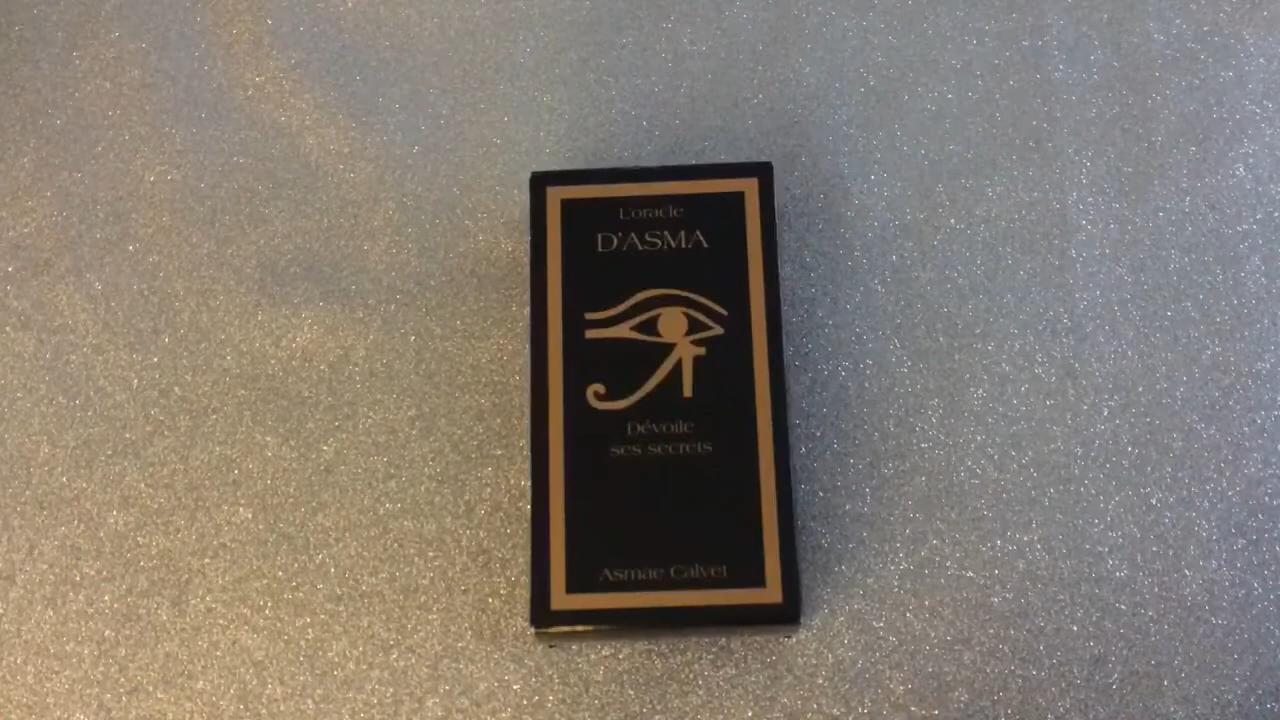 L'oracle
D'ASMA
Dévoile
ses secrets
Asmae Calvet